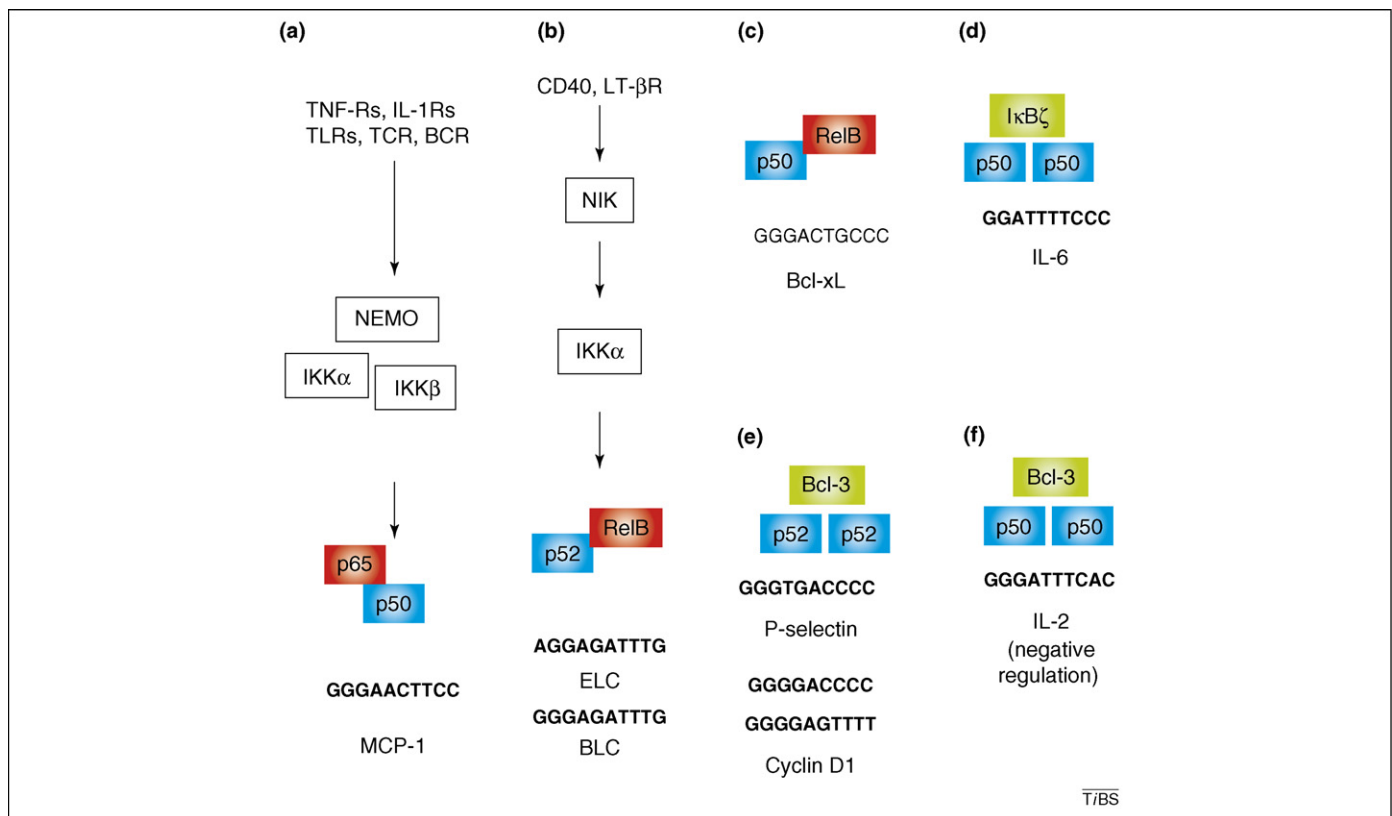 (a)
TNF-Rs, IL-1Rs
TLRs, TCR, BCR
NEMO
IKKα
IKKβ
p65
p50
GGGAACTTCC
MCP-1
(b)
CD40, LT-βR
NIK
IKKα
RelB
p52
AGGAGATTTG
ELC
GGGAGATTTG
BLC
(c)
RelB
p50
GGGACTGCCC
Bcl-xL
(d)
IκBζ
p50 p50
GGATTTTCCC
IL-6
(e)
Bcl-3
p52 p52
GGGTGACCCC
P-selectin
GGGGACCCC
GGGGAGTTTT
Cyclin D1
(f)
Bcl-3
p50 p50
GGGATTTCAC
IL-2
(negative
regulation)
TiBS